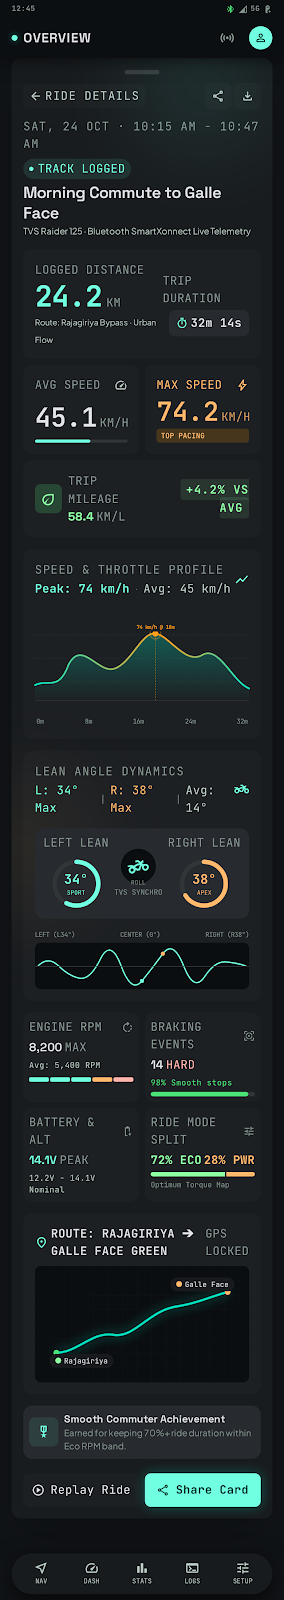 12:45
5G
OVERVIEW
RIDE DETAILS
SAT, 24 OCT · 10:15 AM - 10:47
AM
TRACK LOGGED
Morning Commute to Galle
Face
TVS Raider 125 · Bluetooth SmartXonnect Live Telemetry
LOGGED DISTANCE
24.2 KM
Route: Rajagiriya Bypass · Urban
Flow
TRIP
DURATION
32m 14s
AVG SPEED
45.1 KM/H
MAX SPEED
74.2 KM/H
TOP PACING
TRIP
MILEAGE
58.4 KM/L
+4.2% VS
AVG
SPEED & THROTTLE PROFILE
Peak: 74 km/h · Avg: 45 km/h
74 km/h @ 18m
0m 8m 16m 24m 32m
LEAN ANGLE DYNAMICS
L: 34° | R: 38° | Avg:
Max Max 14°
LEFT LEAN
RIGHT LEAN
34°
SPORT
ROLL
TVS SYNCHRO
38°
APEX
LEFT (L34°) CENTER (0°) RIGHT (R38°)
ENGINE RPM
8,200 MAX
Avg: 5,400 RPM
BRAKING
EVENTS
14 HARD
98% Smooth stops
BATTERY &
ALT
14.1V PEAK
12.2V - 14.1V
Nominal
RIDE MODE
SPLIT
72% ECO 28% PWR
Optimum Torque Map
ROUTE: RAJAGIRIYA → 
GALLE FACE GREEN
GPS
LOCKED
Galle Face
Rajagiriya
Smooth Commuter Achievement
Earned for keeping 70%+ ride duration within
Eco RPM band.
Replay Ride
Share Card
NAV DASH STATS LOGS SETUP